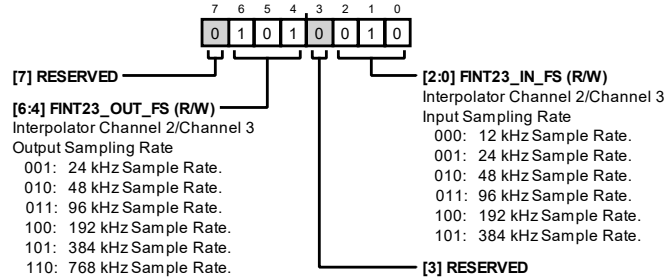 7 6 5 4 3 2 1 0
0 1 0 1 0 0 1 0
[7] RESERVED
[6:4] FINT23_OUT_FS (R/W)
Interpolator Channel 2/Channel 3
Output Sampling Rate
001: 24 kHz Sample Rate.
010: 48 kHz Sample Rate.
011: 96 kHz Sample Rate.
100: 192 kHz Sample Rate.
101: 384 kHz Sample Rate.
110: 768 kHz Sample Rate.
[2:0] FINT23_IN_FS (R/W)
Interpolator Channel 2/Channel 3
Input Sampling Rate
000: 12 kHz Sample Rate.
001: 24 kHz Sample Rate.
010: 48 kHz Sample Rate.
011: 96 kHz Sample Rate.
100: 192 kHz Sample Rate.
101: 384 kHz Sample Rate.
[3] RESERVED